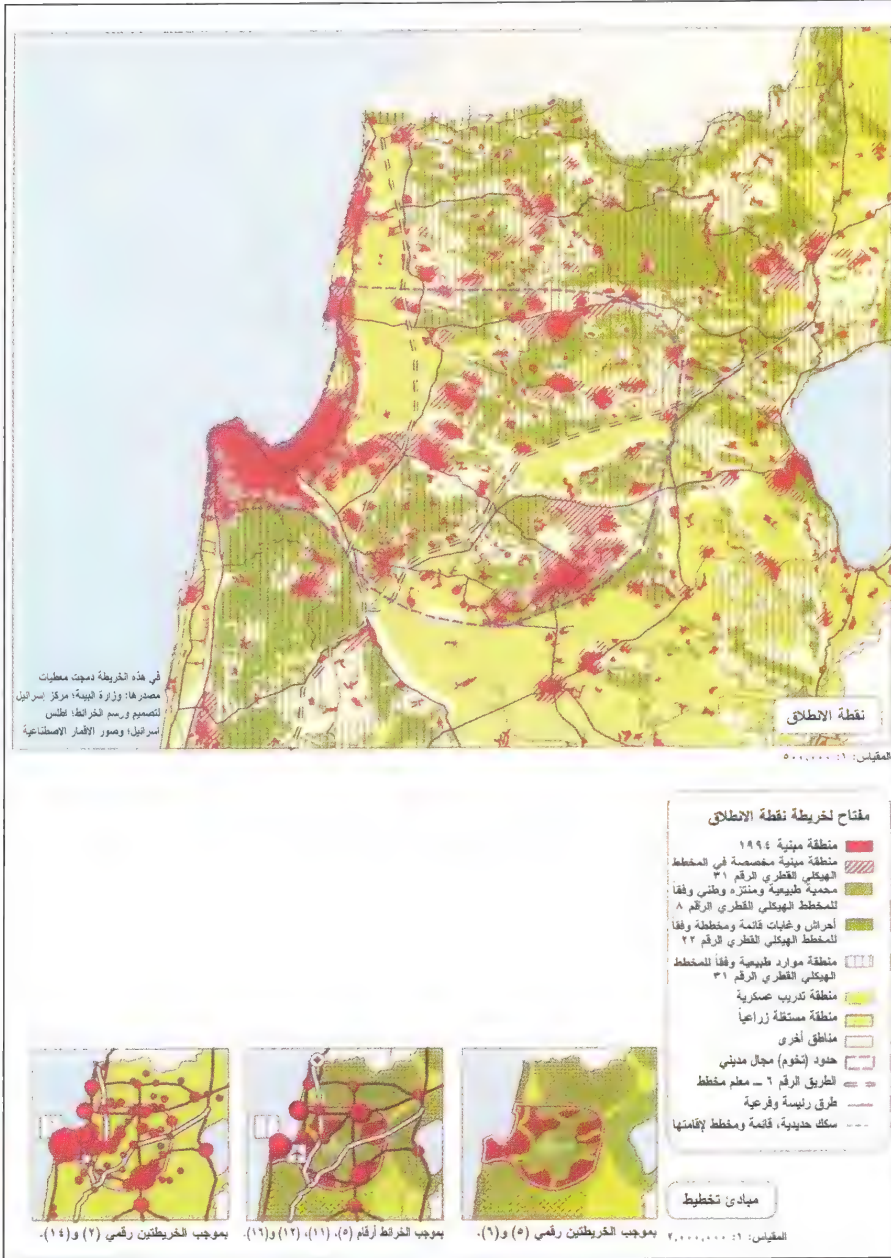 في هذه الخريطة دمجت معطيات
مصدرها: وزارة البيئة؛ مركز إسرائيل
لتصميم ورسم الخرائط؛ اطلس
اسرائيل؛ وصور الاقمار الاصطناعية
نقطة الانطلاق
المقياس: ١: ٥٠٠,٠٠٠
مفتاح لخريطة نقطة الانطلاق
منطقة مبنية ١٩٩٤
منطقة مبنية مخصصة في المخطط
الهيكلي القطري الرقم ٣١
محمية طبيعية ومنتزه وطني وفقاً
للمخطط الهيكلي القطري الرقم ٨
أحراش وغابات قائمة ومخططة وفقاً
للمخطط الهيكلي القطري الرقم ٢٢
منطقة موارد طبيعية وفقاً للمخطط
الهيكلي القطري الرقم ٣١
منطقة تدريب عسكرية
منطقة مستغلة زراعياً
مناطق أخرى
حدود (تخوم) مجال مديني
الطريق الرقم ٦ ــ معلم مخطط
طرق رئيسة وفرعية
سكك حديدية، قائمة ومخطط لإقامتها
مبادئ تخطيط
المقياس: ١: ٢,٠٠٠,٠٠٠
بموجب الخريطتين رقمي (٥) و(٦).
بموجب الخرائط أرقام (٥)، (١١)، (١٢) و(١٦).
بموجب الخريطتين رقمي (٢) و(١٤).